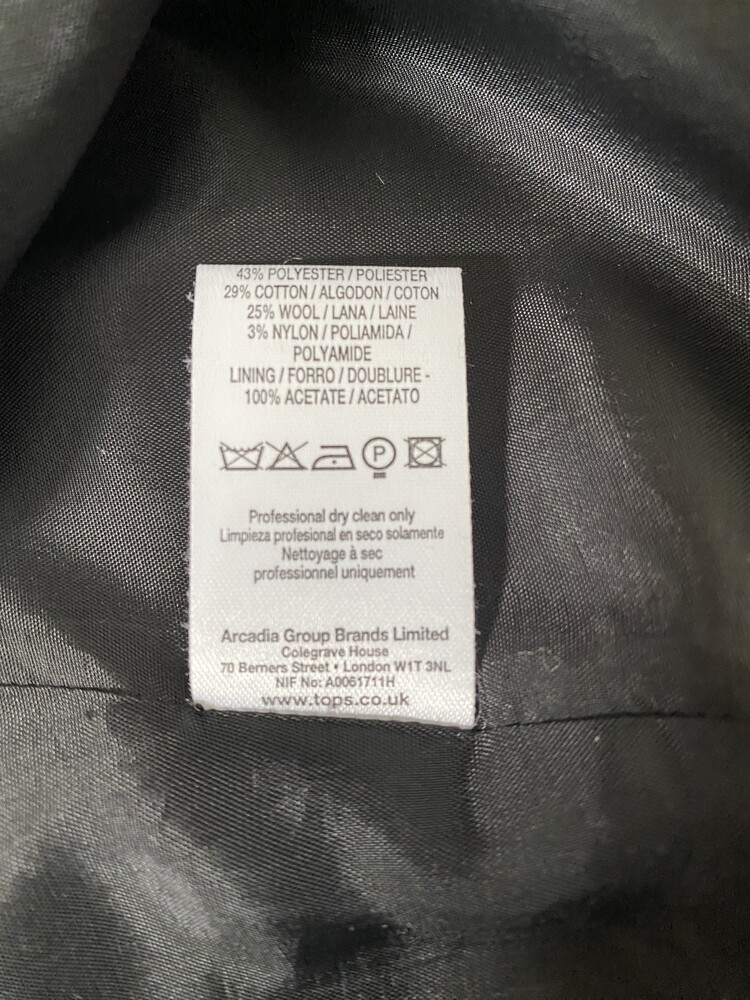 43% POLYESTER / POLIESTER
29% COTTON / ALGODON / COTON
25% WOOL / LANA / LAINE
3% NYLON / POLIAMIDA /
POLYAMIDE
LINING / FORRO / DOUBLURE -
100% ACETATE / ACETATO
P
Professional dry clean only
Limpieza profesional en seco solamente
Nettoyage à sec
professionnel uniquement
Arcadia Group Brands Limited
Colegrave House
70 Berners Street • London W1T 3NL
NIF No: A0061711H
www.tops.co.uk